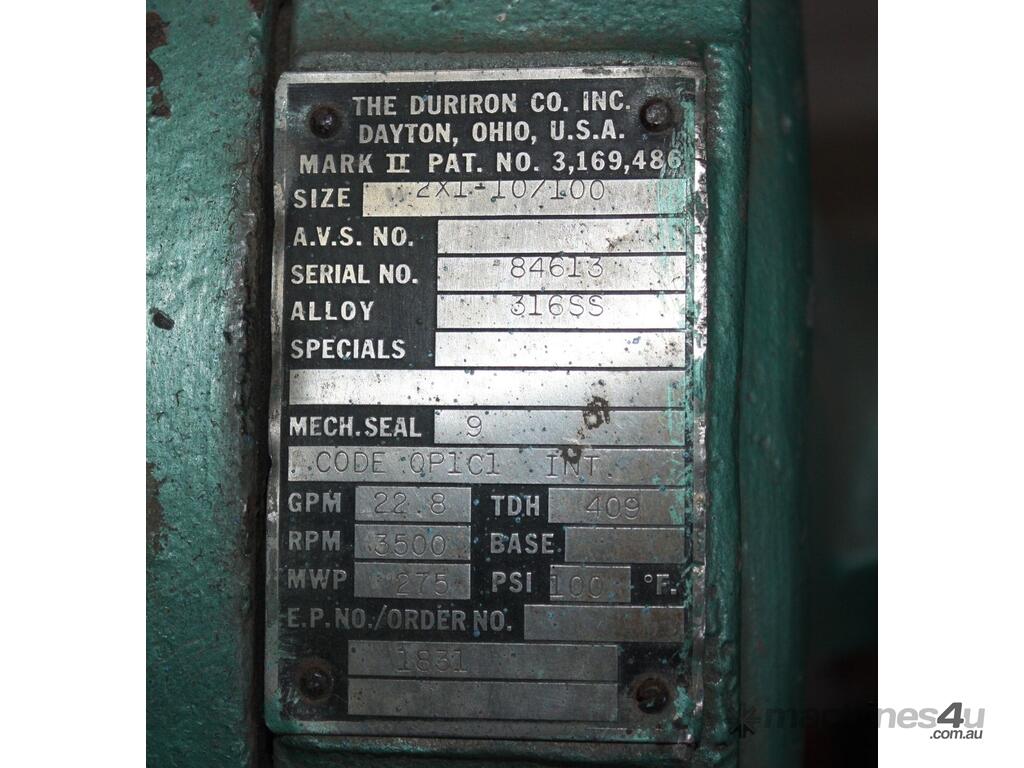 THE DURIRON CO. INC.
DAYTON, OHIO, U.S.A.
MARK II PAT. NO. 3,169,486
SIZE 2X1-10/100
A.V.S. NO.
SERIAL NO. 84613
ALLOY 316SS
SPECIALS
MECH.SEAL 9
CODE QP1C1 INT.
GPM 22.8 TDH 409
RPM 3500 BASE
MWP 275 PSI 100 °F.
E.P.NO./ORDER NO.
1831
machines4u
.com.au